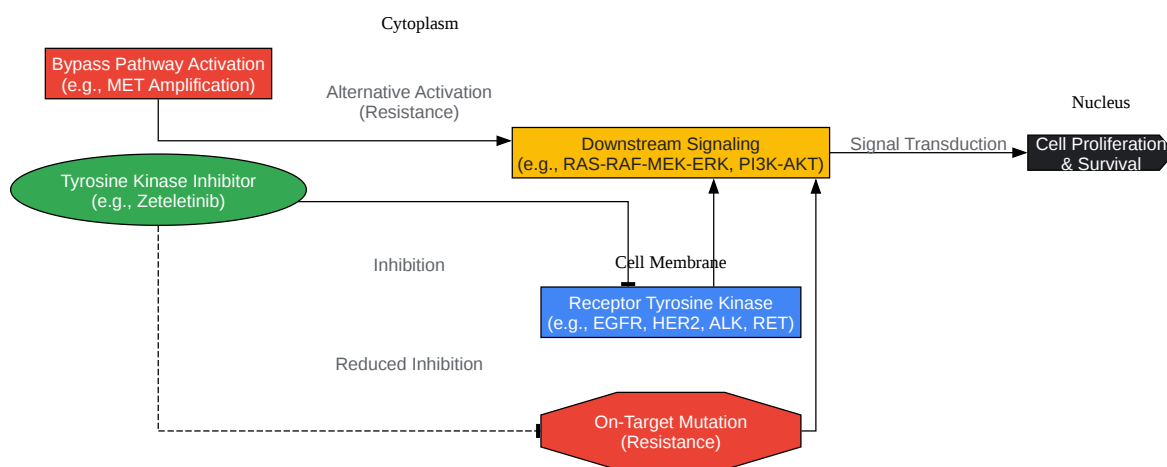 Cytoplasm
Bypass Pathway Activation
(e.g., MET Amplification)
Alternative Activation
(Resistance)
Nucleus
Downstream Signaling
(e.g., RAS-RAF-MEK-ERK, PI3K-AKT)
Signal Transduction
Cell Proliferation
& Survival
Tyrosine Kinase Inhibitor
(e.g., Zeteletinib)
Inhibition
Cell Membrane
Receptor Tyrosine Kinase
(e.g., EGFR, HER2, ALK, RET)
Reduced Inhibition
On-Target Mutation
(Resistance)